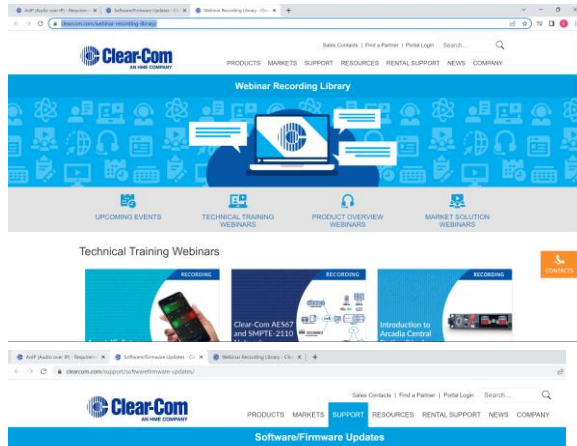 AoIP (Audio over IP) - Requirem
Software/Firmware Updates - Cl
Webinar Recording Library - Cle
clearcom.com/webinar-recording-library/
Sales Contacts | Find a Partner | Portal Login Search...
Clear-Com
AN HME COMPANY
PRODUCTS MARKETS SUPPORT RESOURCES RENTAL SUPPORT NEWS COMPANY
Webinar Recording Library
UPCOMING EVENTS
TECHNICAL TRAINING WEBINARS
PRODUCT OVERVIEW WEBINARS
MARKET SOLUTION WEBINARS
CONTACTS
Technical Training Webinars
RECORDING
RECORDING
Clear-Com AES67
and SMPTE-2110
RECORDING
Introduction to
Arcadia Central
AoIP (Audio over IP) - Requirem
Software/Firmware Updates - Cl
Webinar Recording Library - Cle
clearcom.com/support/softwarefirmware-updates/
Sales Contacts | Find a Partner | Portal Login Search...
Clear-Com
AN HME COMPANY
PRODUCTS MARKETS SUPPORT RESOURCES RENTAL SUPPORT NEWS COMPANY
Software/Firmware Updates